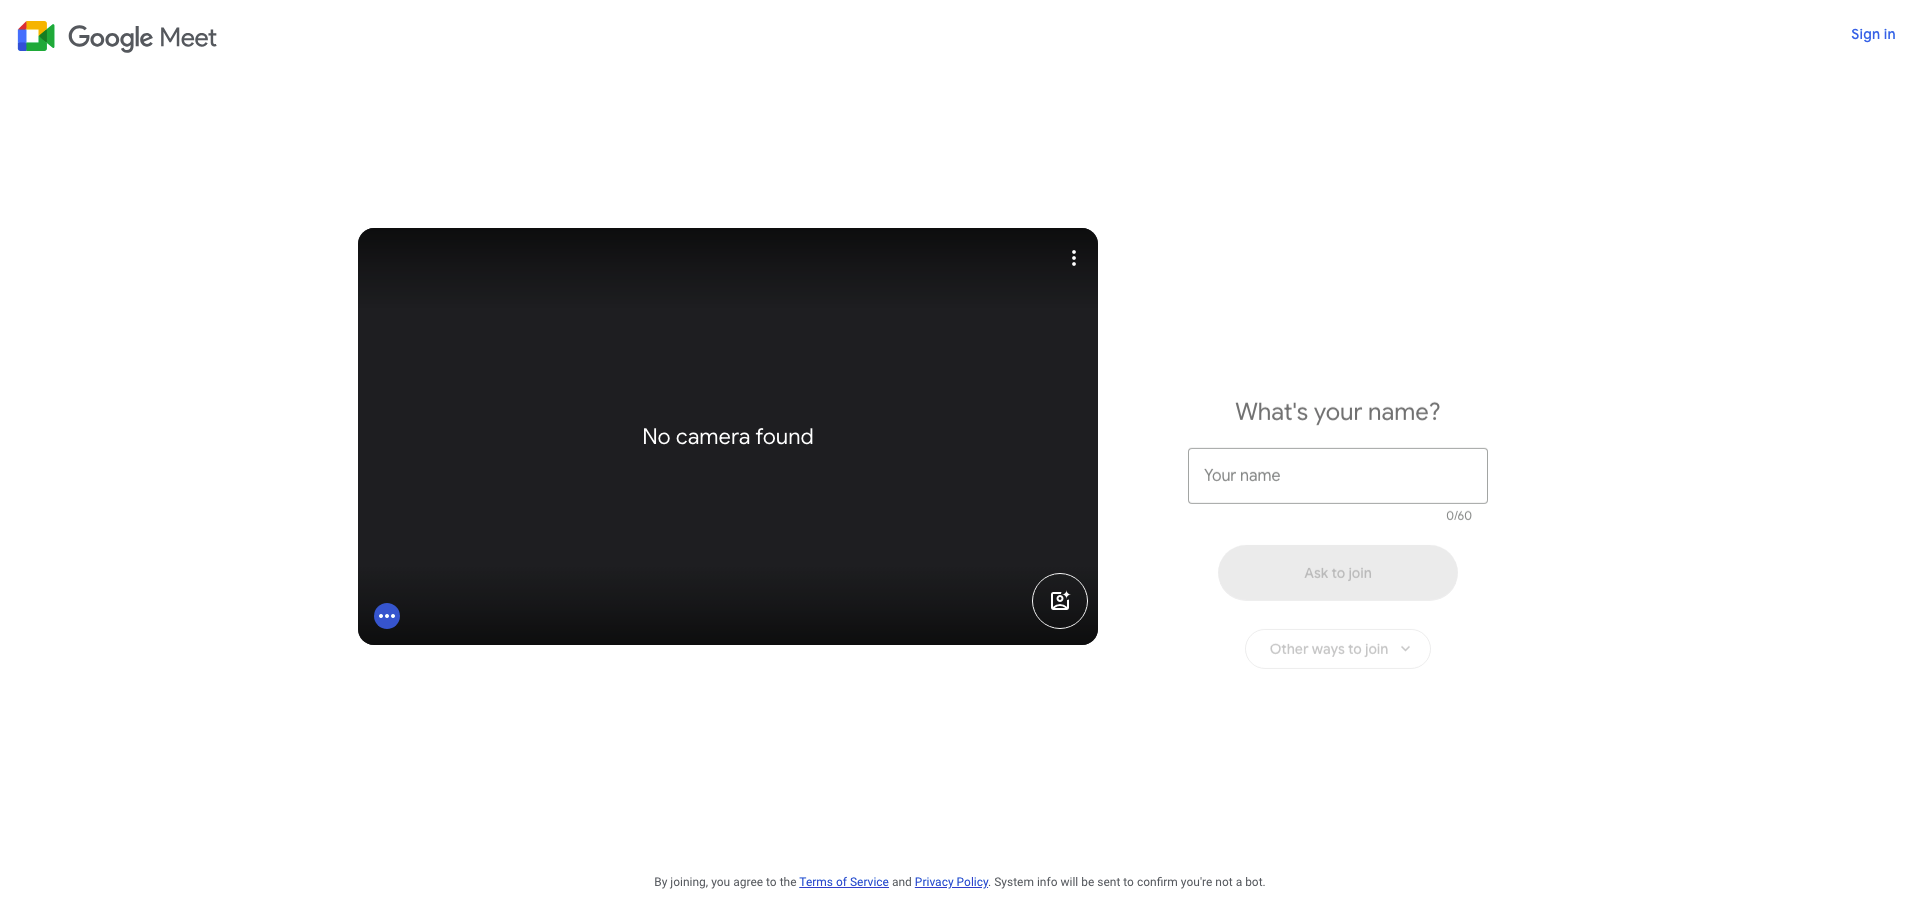 Google Meet
Sign in
No camera found
What's your name?
Your name
0/60
Ask to join
Other ways to join
By joining, you agree to the Terms of Service and Privacy Policy. System info will be sent to confirm you're not a bot.